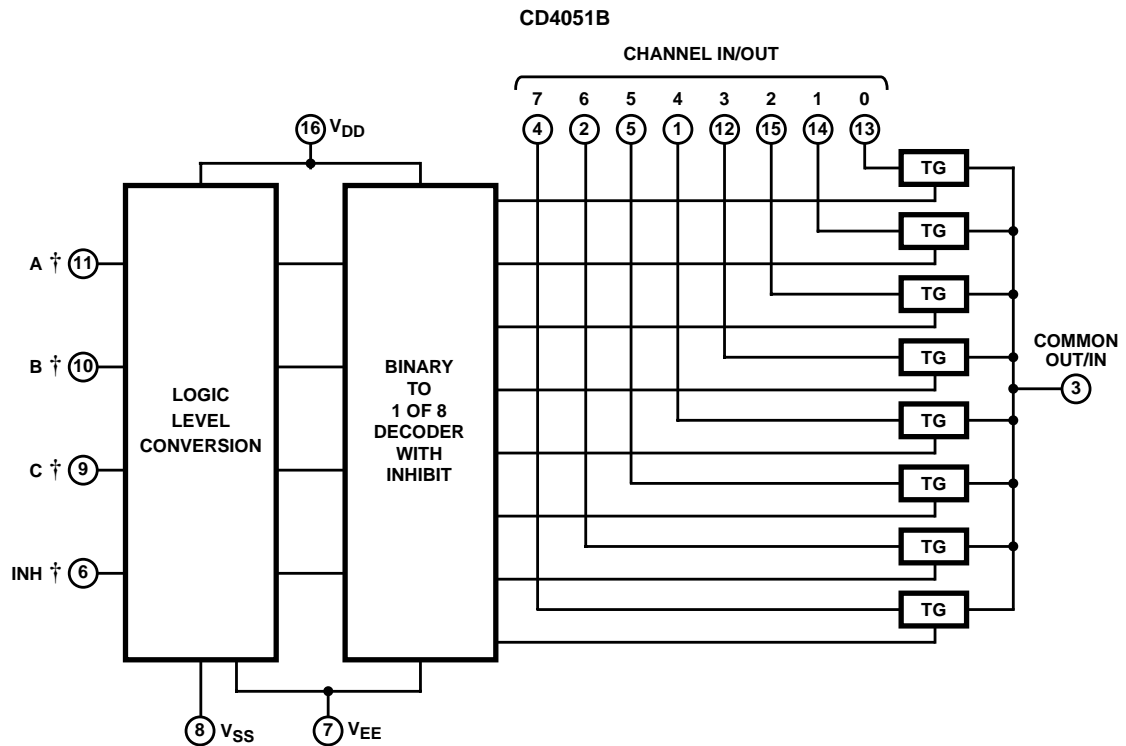 CD4051B
CHANNEL IN/OUT
7 6 5 4 3 2 1 0
4 2 5 1 12 15 14 13
16 VDD
TG
TG
TG
TG
TG
TG
TG
TG
A † 11
B † 10
C † 9
INH † 6
LOGIC
LEVEL
CONVERSION
BINARY
TO
1 OF 8
DECODER
WITH
INHIBIT
COMMON
OUT/IN
3
8 VSS
7 VEE